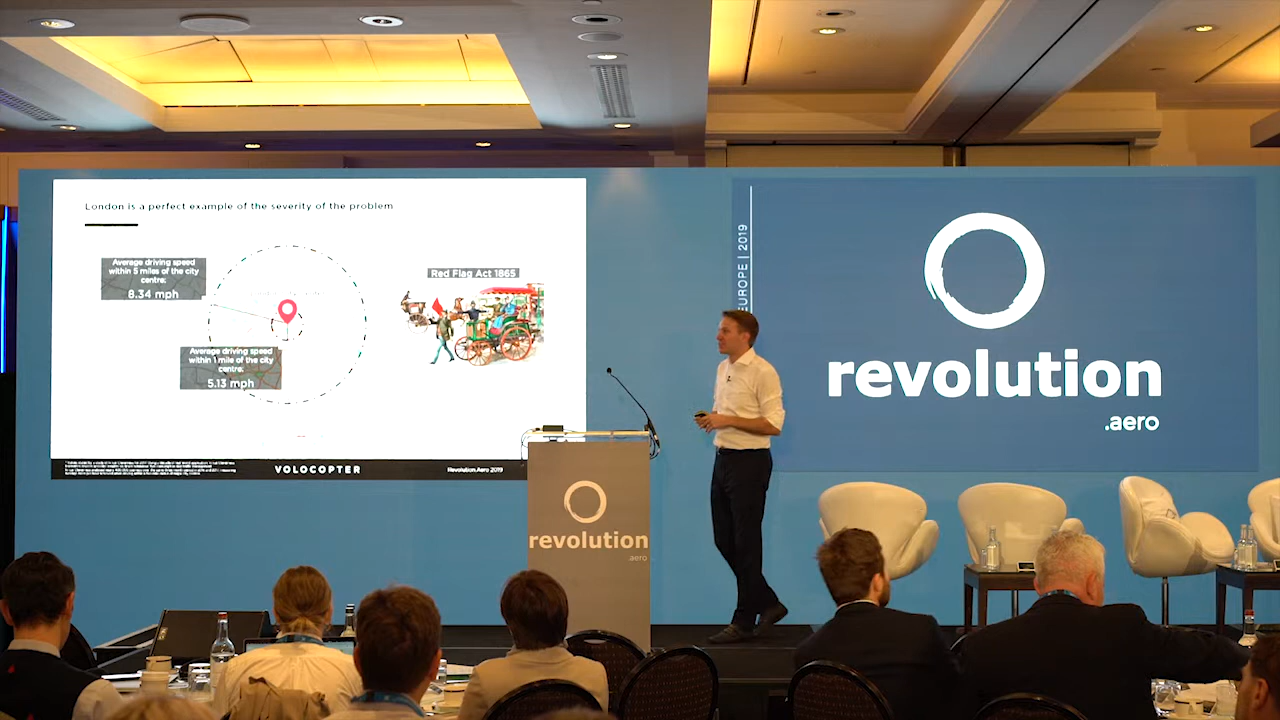 London is a perfect example of the severity of the problem
Average driving speed
within 5 miles of the city
centre:
8.34 mph
Average driving speed
within 1 mile of the city
centre:
5.13 mph
Red Flag Act 1865
VOLOCOPTER
Revolution.Aero 2019
EUROPE | 2019
revolution
.aero
revolution
.aero